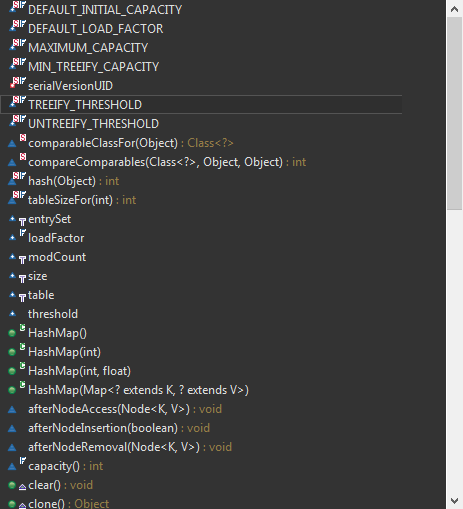 DEFAULT_INITIAL_CAPACITY
DEFAULT_LOAD_FACTOR
MAXIMUM_CAPACITY
MIN_TREEIFY_CAPACITY
serialVersionUID
TREEIFY_THRESHOLD
UNTREEIFY_THRESHOLD
comparableClassFor(Object) : Class<?>
compareComparables(Class<?>, Object, Object) : int
hash(Object) : int
tableSizeFor(int) : int
entrySet
loadFactor
modCount
size
table
threshold
HashMap()
HashMap(int)
HashMap(int, float)
HashMap(Map<? extends K, ? extends V>)
afterNodeAccess(Node<K, V>) : void
afterNodeInsertion(boolean) : void
afterNodeRemoval(Node<K, V>) : void
capacity() : int
clear() : void
clone() : Object